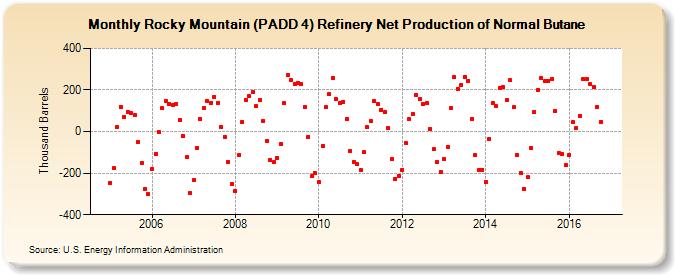 Monthly Rocky Mountain (PADD 4) Refinery Net Production of Normal Butane
Thousand Barrels
400
200
0
-200
-400
2006 2008 2010 2012 2014 2016
Source: U.S. Energy Information Administration